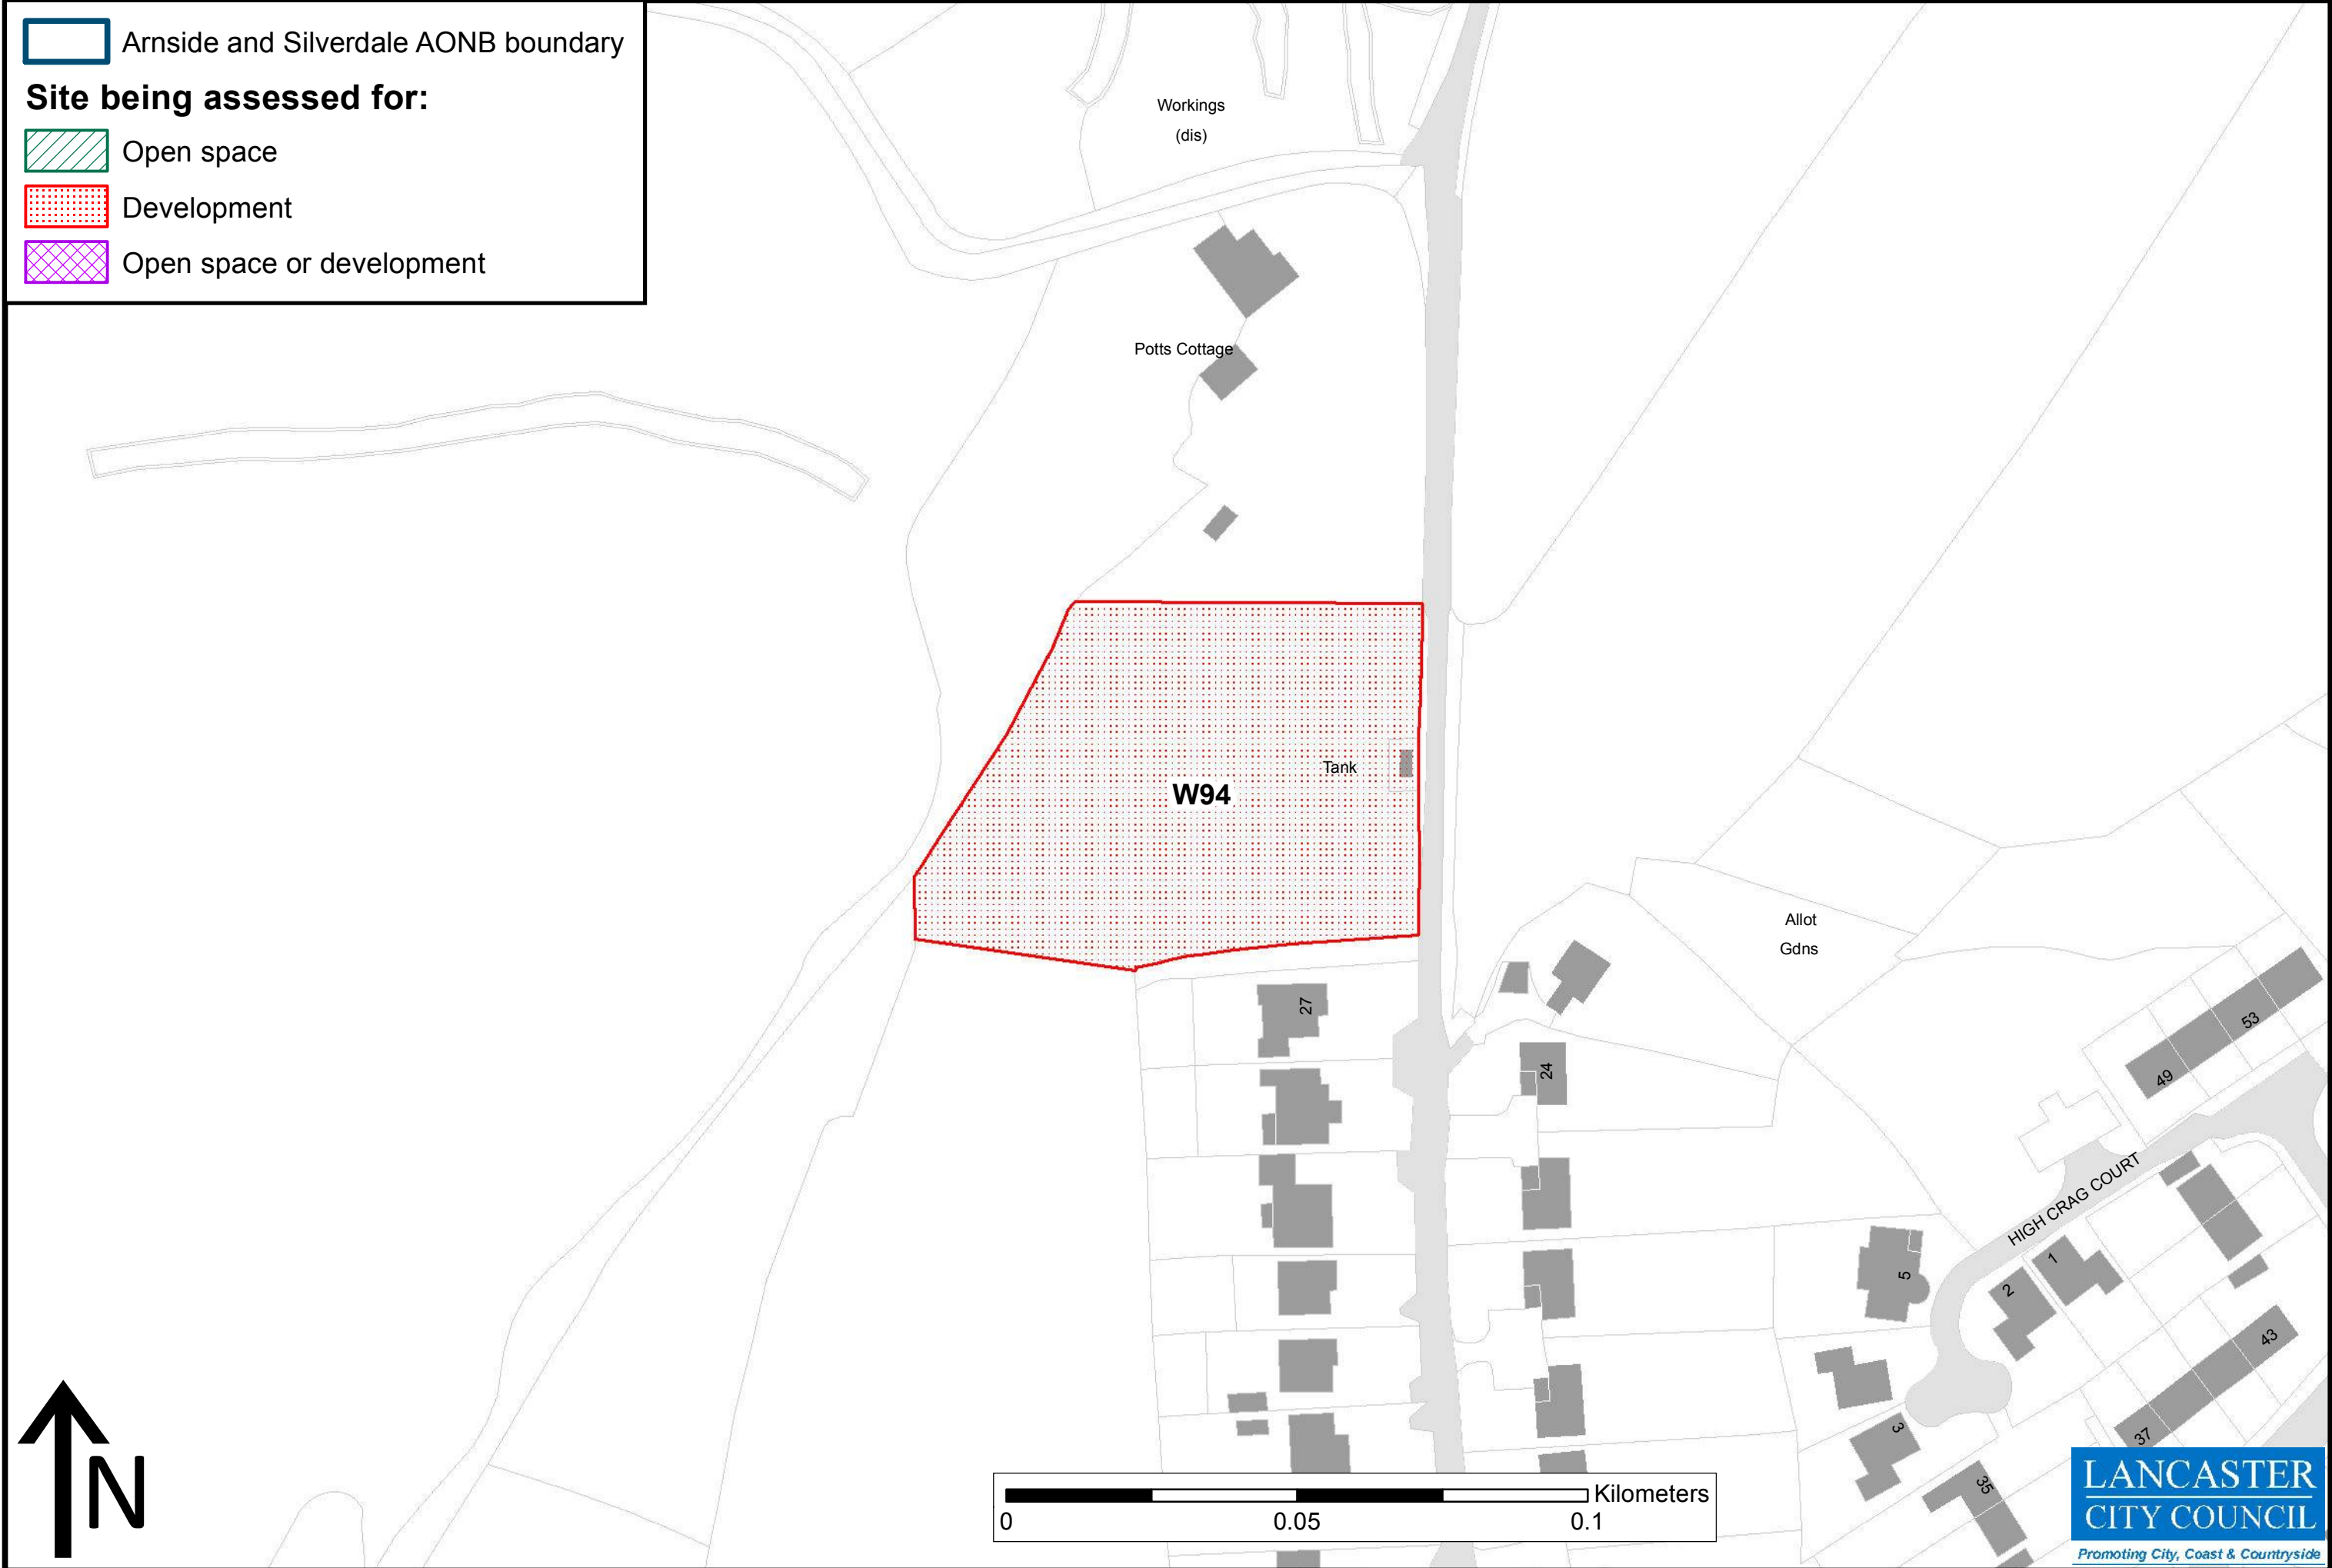 Arnside and Silverdale AONB boundary
Site being assessed for:
Open space
Development
Open space or development
Workings
(dis)
Potts Cottage
Tank
W94
Allot
Gdns
27
24
53
49
HIGH CRAG COURT
5
1
2
43
37
3
35
N
Kilometers
0 0.05 0.1
LANCASTER
CITY COUNCIL
Promoting City, Coast & Countryside